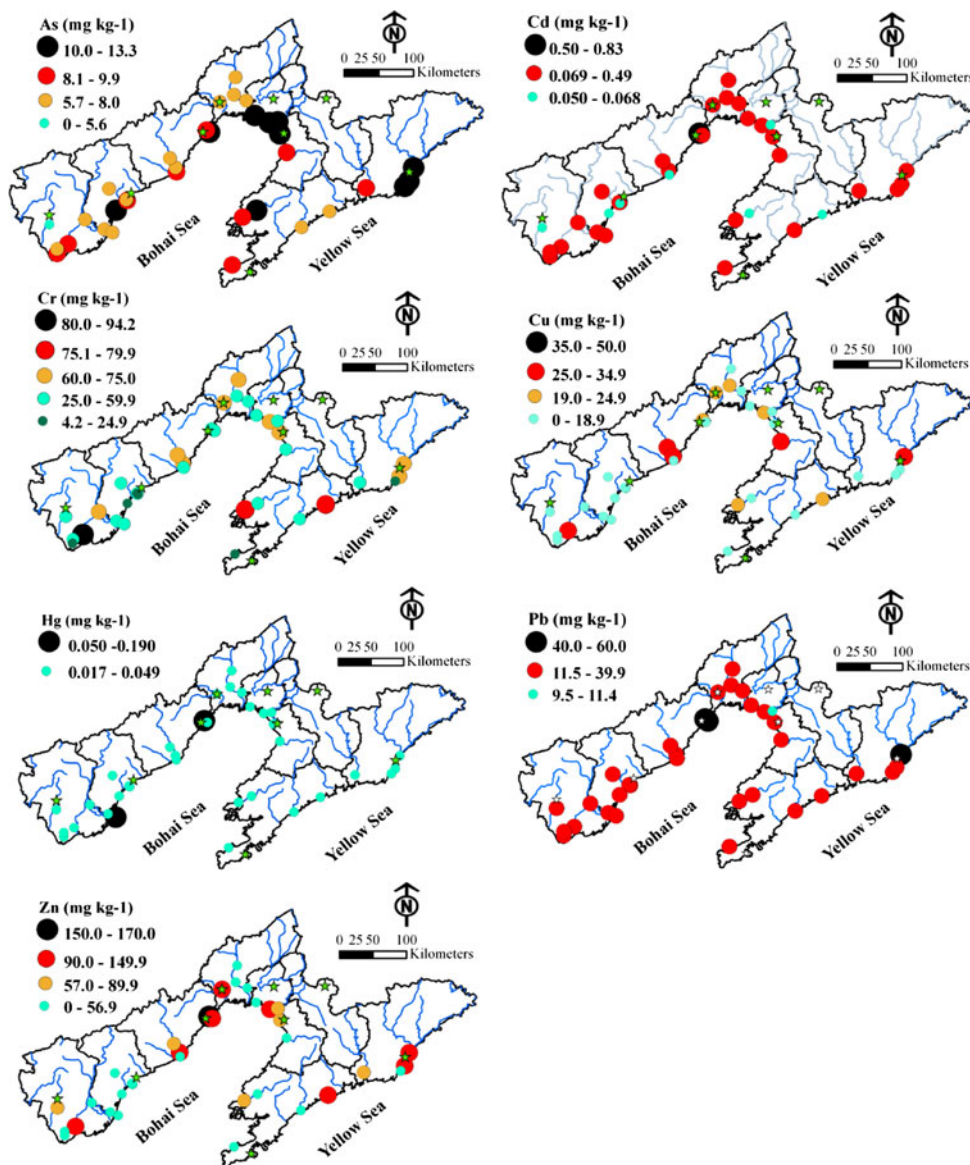 As (mg kg-1)
10.0 - 13.3
8.1 - 9.9
5.7 - 8.0
0 - 5.6
N
0 25 50 100
Kilometers
Bohai Sea
Yellow Sea
Cd (mg kg-1)
0.50 - 0.83
0.069 - 0.49
0.050 - 0.068
N
0 25 50 100
Kilometers
Bohai Sea
Yellow Sea
Cr (mg kg-1)
80.0 - 94.2
75.1 - 79.9
60.0 - 75.0
25.0 - 59.9
4.2 - 24.9
N
0 25 50 100
Kilometers
Bohai Sea
Yellow Sea
Cu (mg kg-1)
35.0 - 50.0
25.0 - 34.9
19.0 - 24.9
0 - 18.9
N
0 25 50 100
Kilometers
Bohai Sea
Yellow Sea
Hg (mg kg-1)
0.050 -0.190
0.017 - 0.049
N
0 25 50 100
Kilometers
Bohai Sea
Yellow Sea
Pb (mg kg-1)
40.0 - 60.0
11.5 - 39.9
9.5 - 11.4
N
0 25 50 100
Kilometers
Bohai Sea
Yellow Sea
Zn (mg kg-1)
150.0 - 170.0
90.0 - 149.9
57.0 - 89.9
0 - 56.9
N
0 25 50 100
Kilometers
Bohai Sea
Yellow Sea